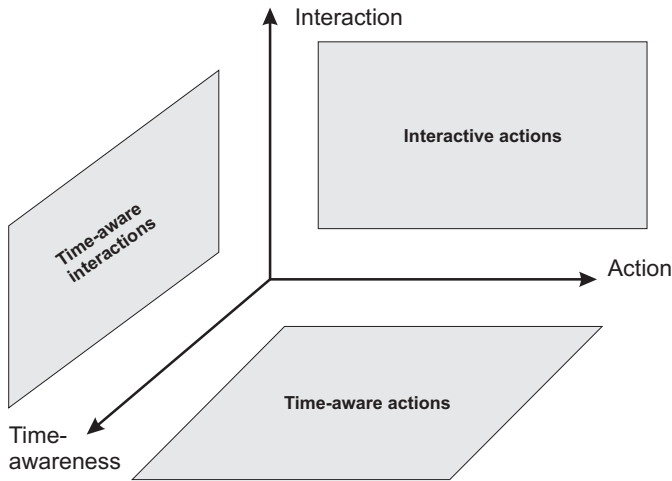 Interaction
Interactive actions
Time-aware
interactions
Action
Time-aware actions
Time-
awareness